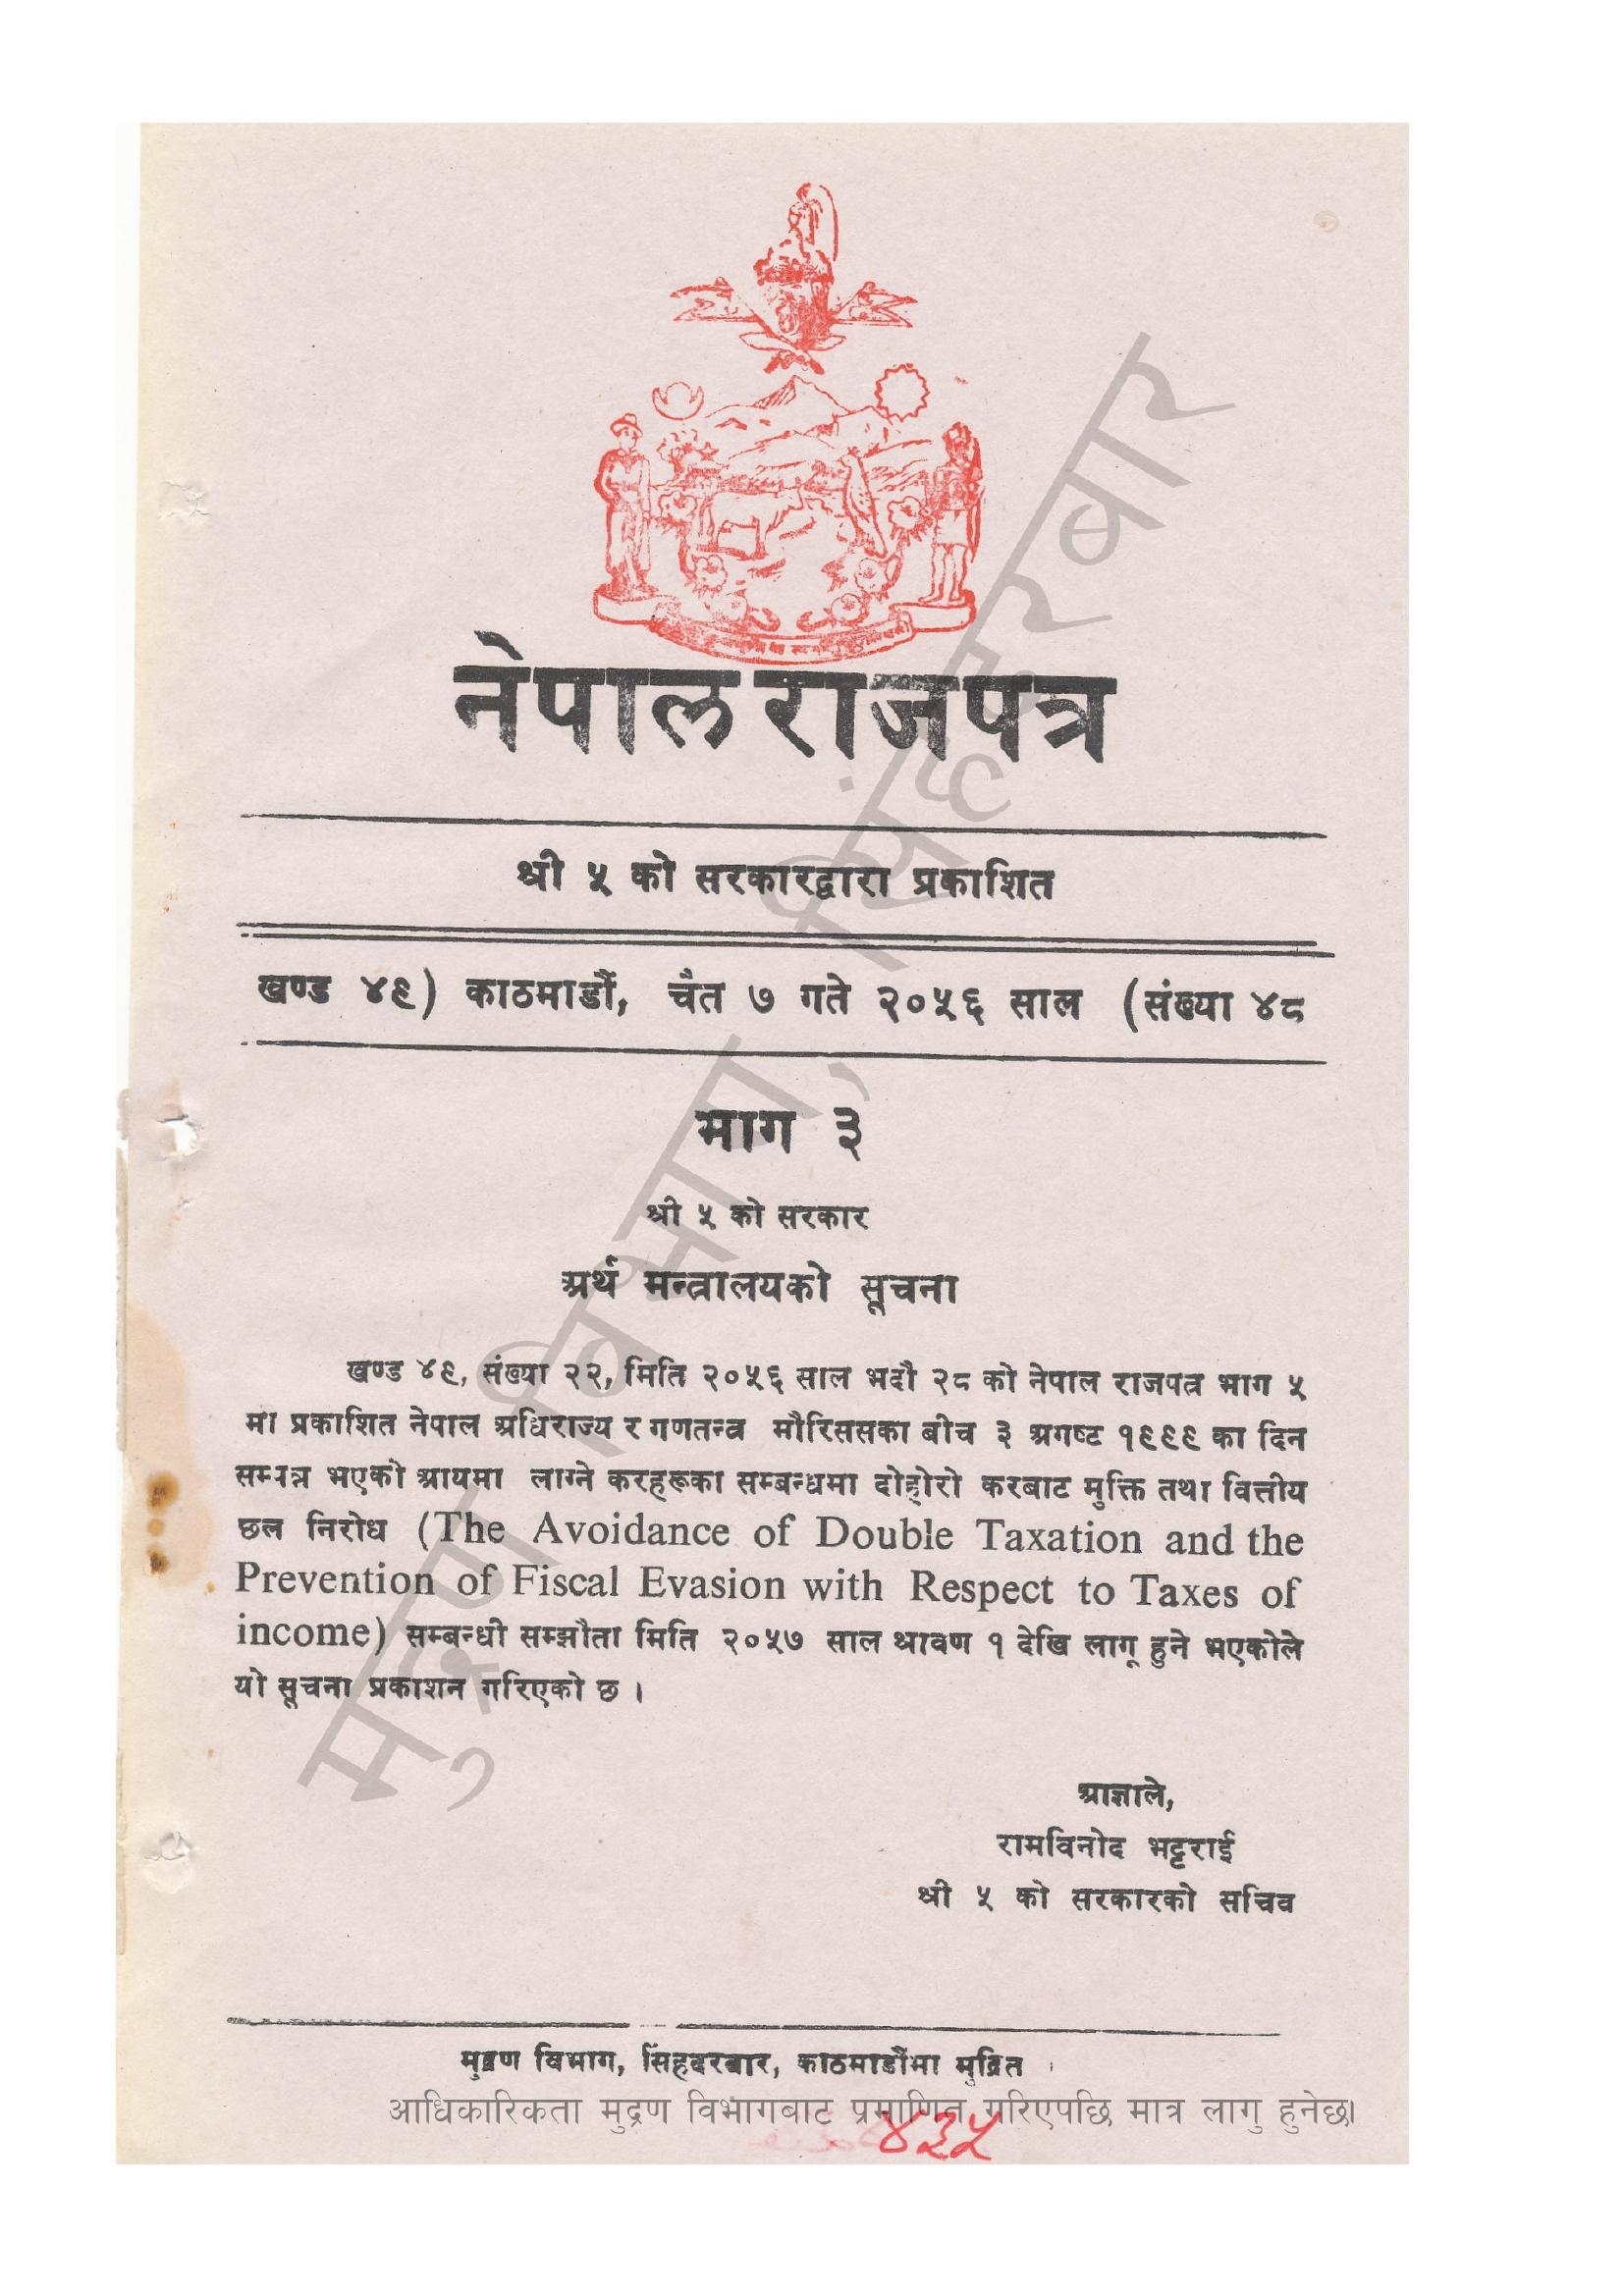 नेपाल राजपत्र
श्री ५ को सरकारद्वारा प्रकाशित
खण्ड ४९) काठमाडौं, चैत ७ गते २०५६ साल (संख्या ४८
भाग ३
श्री ५ को सरकार
अर्थ मन्त्रालयको सूचना
खण्ड ४९, संख्या २२, मिति २०५६ साल भदौ २८ को नेपाल राजपत्र भाग ५
मा प्रकाशित नेपाल अधिराज्य र गणतन्त्र मौरिससका बीच ३ अगष्ट १९९९ का दिन
सम्पन्न भएको आयमा लाग्ने करहरूका सम्बन्धमा दोहोरो करबाट मुक्ति तथा वित्तीय
छल निरोध (The Avoidance of Double Taxation and the
Prevention of Fiscal Evasion with Respect to Taxes of
income) सम्बन्धी सम्झौता मिति २०५७ साल श्रावण १ देखि लागू हुने भएकोले
यो सूचना प्रकाशन गरिएको छ ।
आज्ञाले,
रामविनोद भट्टराई
श्री ५ को सरकारको सचिव
मुद्रण विभाग, सिंहदरबार, काठमाडौंमा मुद्रित ।
आधिकारिकता मुद्रण विभागबाट प्रमाणित गरिएपछि मात्र लागु हुनेछ।
४३५
मुद्रण विभाग, सिंहदरबार